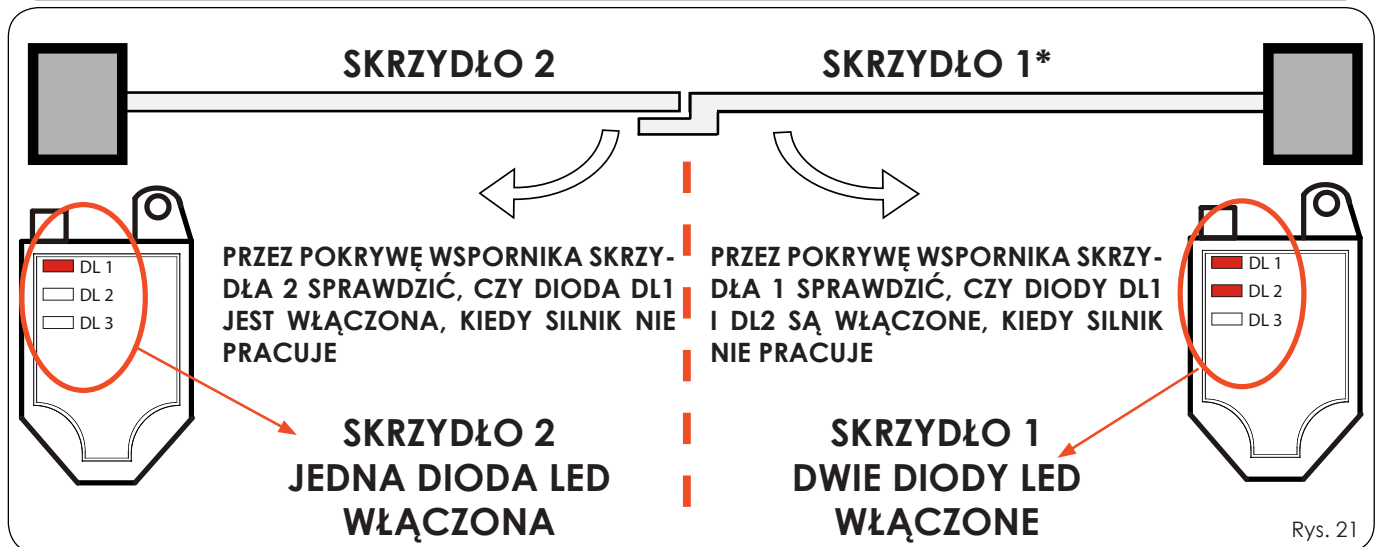 SKRZYDŁO 2
SKRZYDŁO 1*
DL 1
DL 2
DL 3
PRZEZ POKRYWĘ WSPORNIKA SKRZY-
DŁA 2 SPRAWDZIĆ, CZY DIODA DL1
JEST WŁĄCZONA, KIEDY SILNIK NIE
PRACUJE
PRZEZ POKRYWĘ WSPORNIKA SKRZY-
DŁA 1 SPRAWDZIĆ, CZY DIODY DL1
I DL2 SĄ WŁĄCZONE, KIEDY SILNIK
NIE PRACUJE
DL 1
DL 2
DL 3
SKRZYDŁO 2
JEDNA DIODA LED
WŁĄCZONA
SKRZYDŁO 1
DWIE DIODY LED
WŁĄCZONE
Rys. 21